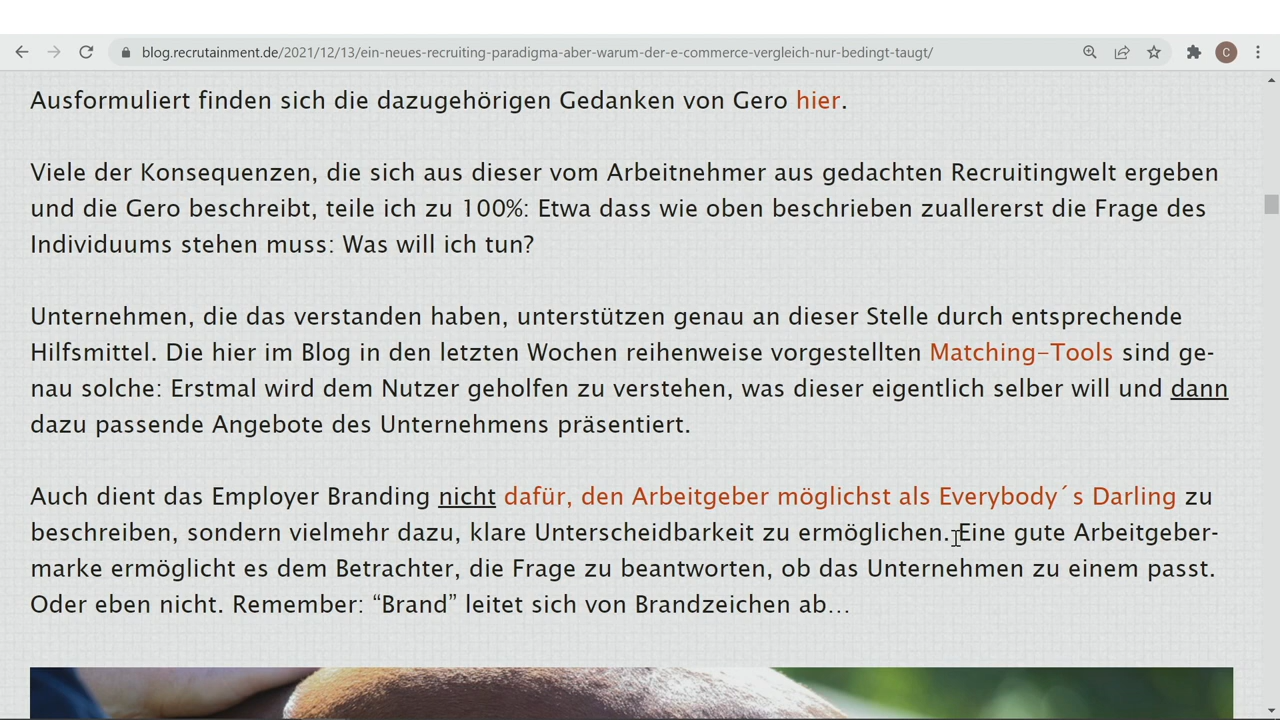 blog.recrutainment.de/2021/12/13/ein-neues-recruiting-paradigma-aber-warum-der-e-commerce-vergleich-nur-bedingt-taugt/
C
Ausformuliert finden sich die dazugehörigen Gedanken von Gero hier.
Viele der Konsequenzen, die sich aus dieser vom Arbeitnehmer aus gedachten Recruitingwelt ergeben
und die Gero beschreibt, teile ich zu 100%: Etwa dass wie oben beschrieben zuallererst die Frage des
Individuums stehen muss: Was will ich tun?
Unternehmen, die das verstanden haben, unterstützen genau an dieser Stelle durch entsprechende
Hilfsmittel. Die hier im Blog in den letzten Wochen reihenweise vorgestellten Matching-Tools sind ge-
nau solche: Erstmal wird dem Nutzer geholfen zu verstehen, was dieser eigentlich selber will und dann
dazu passende Angebote des Unternehmens präsentiert.
Auch dient das Employer Branding nicht dafür, den Arbeitgeber möglichst als Everybody´s Darling zu
beschreiben, sondern vielmehr dazu, klare Unterscheidbarkeit zu ermöglichen. Eine gute Arbeitgeber-
marke ermöglicht es dem Betrachter, die Frage zu beantworten, ob das Unternehmen zu einem passt.
Oder eben nicht. Remember: “Brand” leitet sich von Brandzeichen ab…